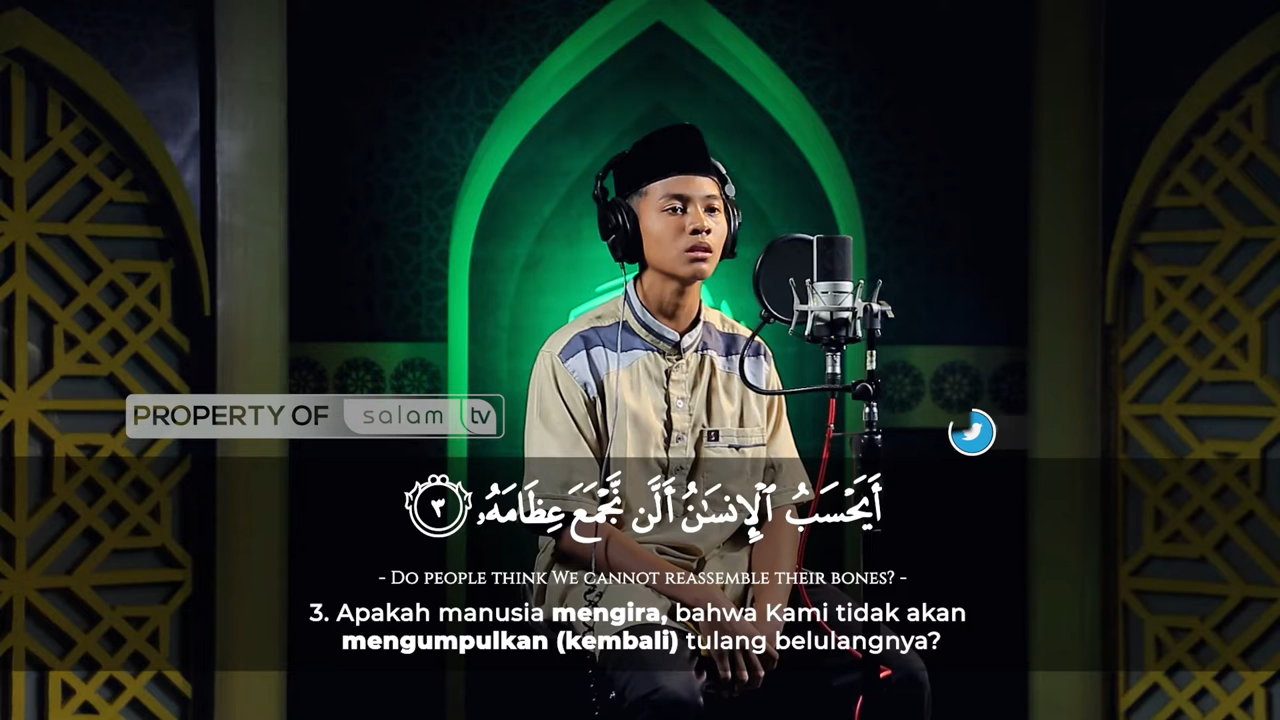 PROPERTY OF salam tv
أَيَحْسَبُ ٱلْإِنسَـٰنُ أَلَّن نَّجْمَعَ عِظَامَهُۥ ٣
- Do people think We cannot reassemble their bones? -
3. Apakah manusia mengira, bahwa Kami tidak akan
mengumpulkan (kembali) tulang belulangnya?